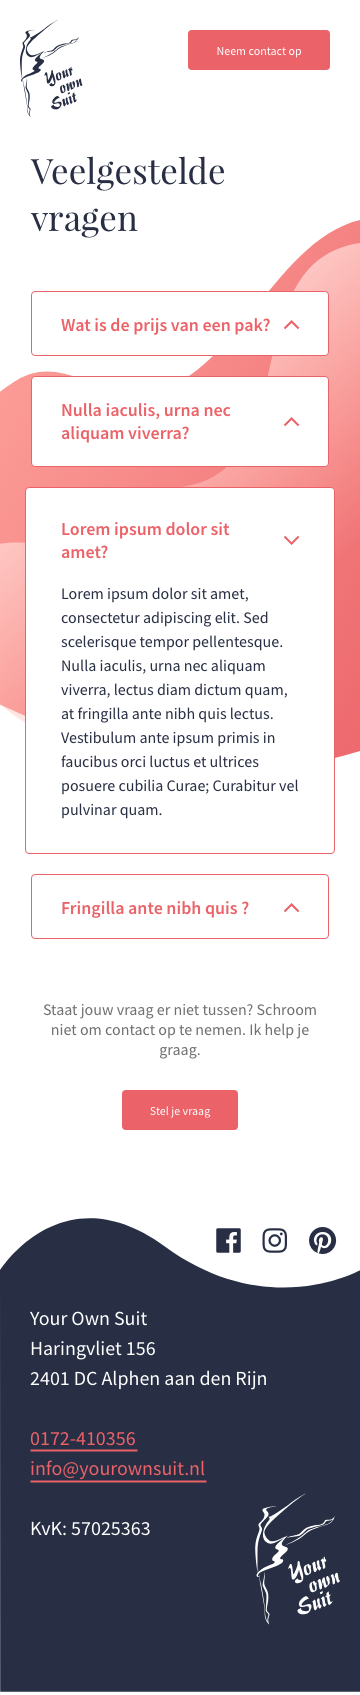 Your
own
Suit
Neem contact op
Veelgestelde
vragen
Wat is de prijs van een pak?
Nulla iaculis, urna nec
aliquam viverra?
Lorem ipsum dolor sit
amet?
Lorem ipsum dolor sit amet,
consectetur adipiscing elit. Sed
scelerisque tempor pellentesque.
Nulla iaculis, urna nec aliquam
viverra, lectus diam dictum quam,
at fringilla ante nibh quis lectus.
Vestibulum ante ipsum primis in
faucibus orci luctus et ultrices
posuere cubilia Curae; Curabitur vel
pulvinar quam.
Fringilla ante nibh quis ?
Staat jouw vraag er niet tussen? Schroom
niet om contact op te nemen. Ik help je
graag.
Stel je vraag
Your Own Suit
Haringvliet 156
2401 DC Alphen aan den Rijn
0172-410356
info@yourownsuit.nl
KvK: 57025363
Your
own
Suit